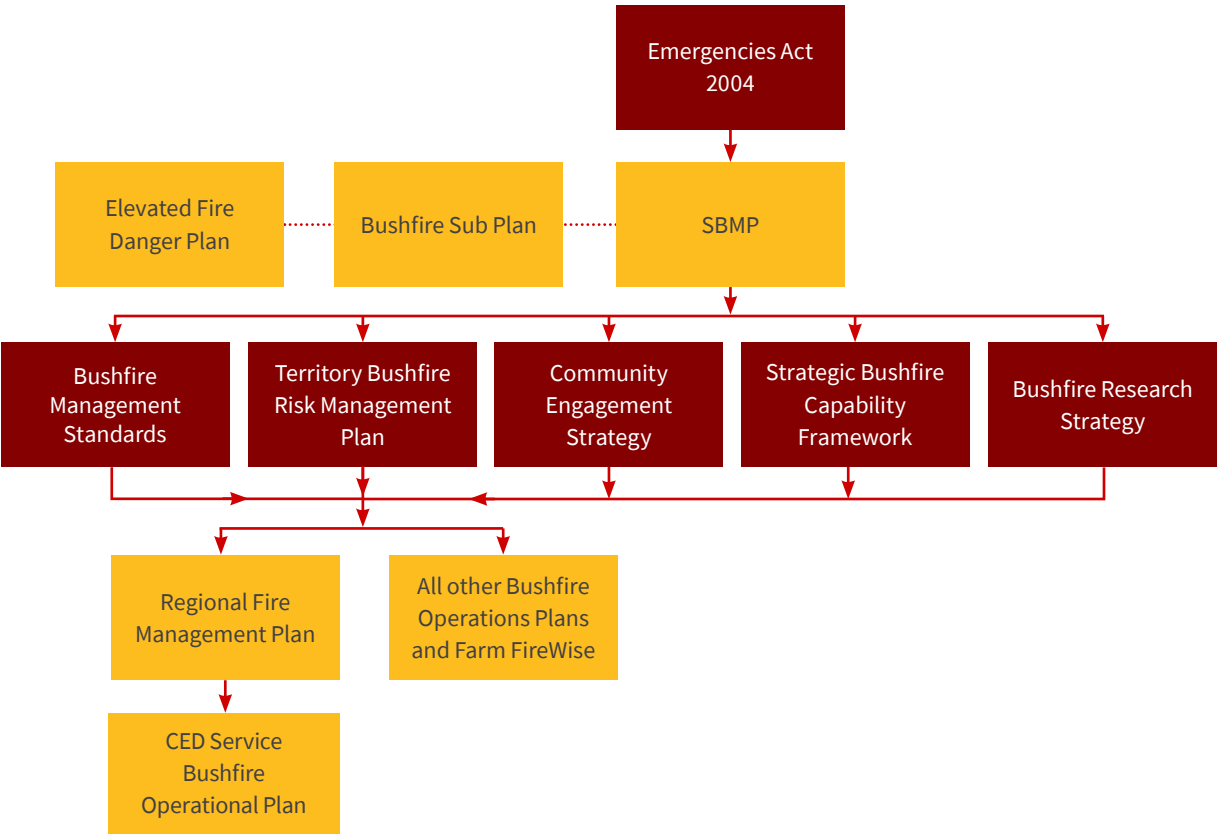 Emergencies Act
2004
Elevated Fire
Danger Plan
Bushfire Sub Plan
SBMP
Bushfire
Management
Standards
Territory Bushfire
Risk Management
Plan
Community
Engagement
Strategy
Strategic Bushfire
Capability
Framework
Bushfire Research
Strategy
Regional Fire
Management Plan
All other Bushfire
Operations Plans
and Farm FireWise
CED Service
Bushfire
Operational Plan